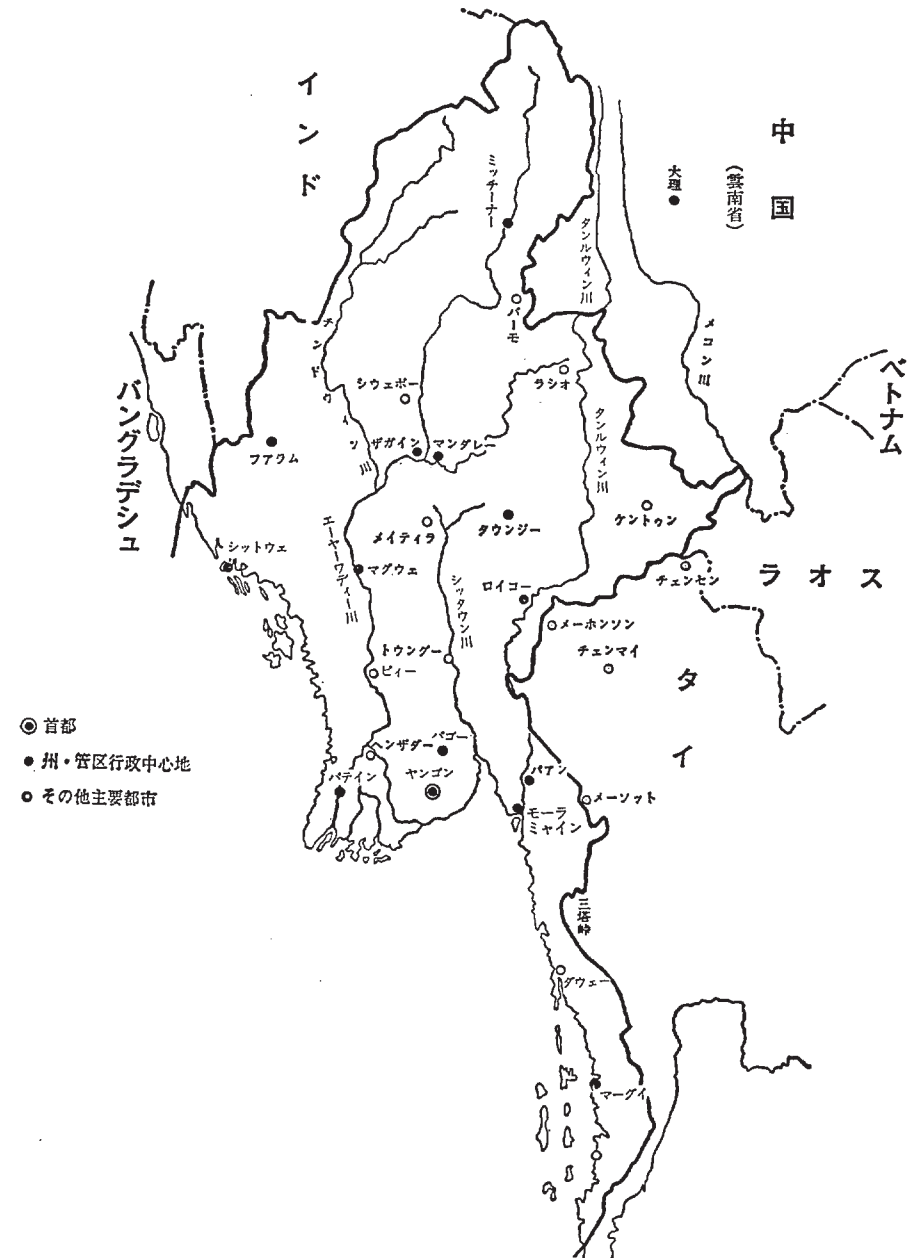 インド
中国
(雲南省)
大理
ミッチーナー
タンルウィン川
バーモ
メコン川
ベトナム
チンドウィン川
シウェボー
ラシオ
バングラデシュ
ファラム
ザガイン
マンダレー
タンルウィン川
メイティラ
タウンジー
ケントゥン
シットウェ
エーヤーワディー川
マグウェ
シッタウン川
ロイコー
チェンセン
ラオス
メーホンソン
チェンマイ
トウングー
ピィー
タイ
首都
州・管区行政中心地
その他主要都市
ヘンザダー
パゴー
パテイン
ヤンゴン
パアン
メーソット
モーラミャイン
三塔峠
ダウェー
マーグイ